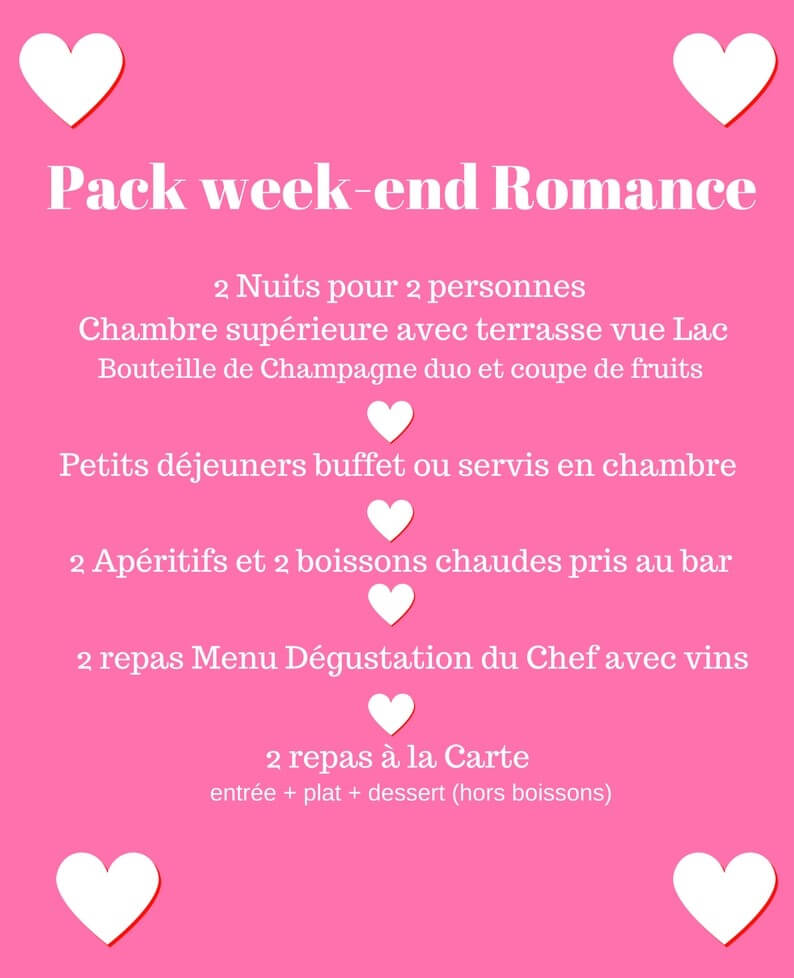 Pack week-end Romance
2 Nuits pour 2 personnes
Chambre supérieure avec terrasse vue Lac
Bouteille de Champagne duo et coupe de fruits
Petits déjeuners buffet ou servis en chambre
2 Apéritifs et 2 boissons chaudes pris au bar
2 repas Menu Dégustation du Chef avec vins
2 repas à la Carte
entrée + plat + dessert (hors boissons)